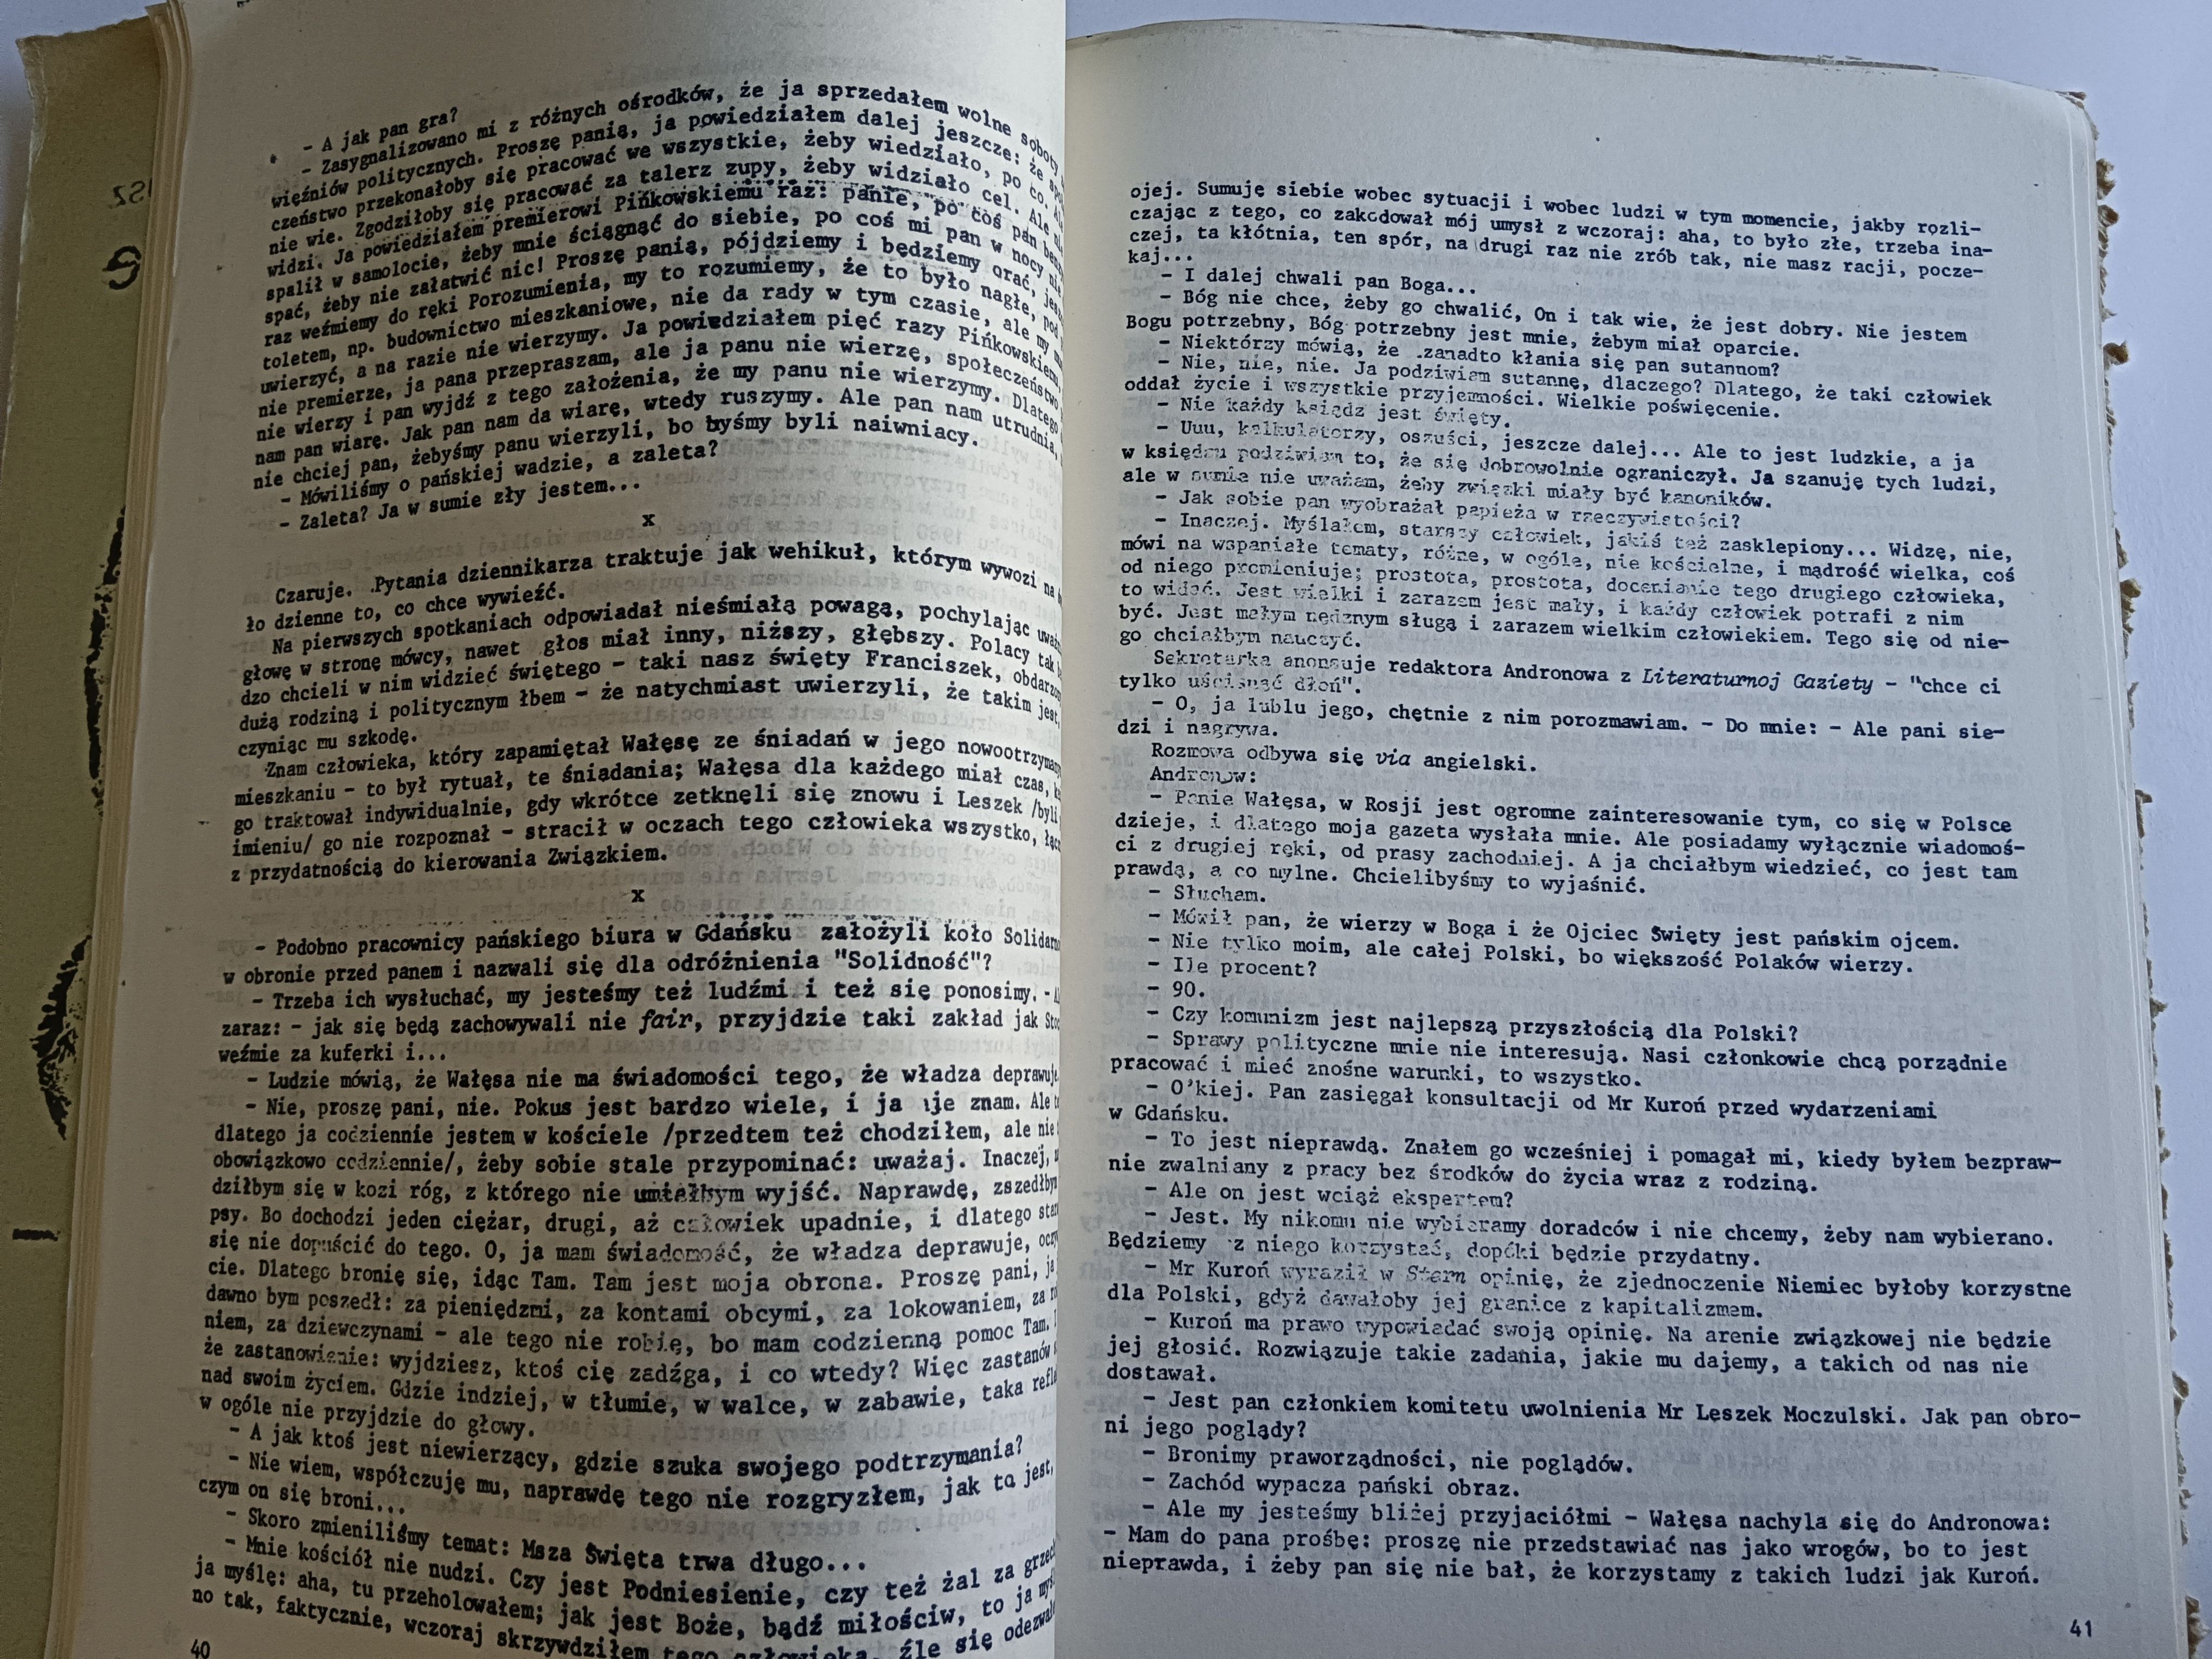 - A jak pan gra?
- Zasygnalizowano mi z różnych ośrodków, że ja sprzedałem wolne soboty
więźniów politycznych. Proszę panią, ja powiedziałem dalej jeszcze: że
czeństwo przekonałoby się pracować we wszystkie, żeby wiedziało, po co.
nie wie. Zgodziłoby się pracować za talerz zupy, żeby widziało cel. Ale
widzi. Ja powiedziałem premierowi Pińkowskiemu raz: panie, po coś pan
spalił w samolocie, żeby mnie ściągnąć do siebie, po coś mi pan w nocy
spać, żeby nie załatwić nic! Proszę panią, pójdziemy i będziemy orać,
raz weźmiemy do ręki Porozumienia, my to rozumiemy, że to było nagłe, pod
toletem, np. budownictwo mieszkaniowe, nie da rady w tym czasie, ale my
uwierzyć, a na razie nie wierzymy. Ja powiedziałem pięć razy Pińkowskiemu,
nie premierze, ja pana przepraszam, ale ja panu nie wierzę, społeczeństwo
nie wierzy i pan wyjdź z tego założenia, że my panu nie wierzymy. Dlatego
nam pan wiarę. Jak pan nam da wiarę, wtedy ruszymy. Ale pan nam utrudnia,
nie chciej pan, żebyśmy panu wierzyli, bo byśmy byli naiwniacy.
- Mówiliśmy o pańskiej wadzie, a zaleta?
- Zaleta? Ja w sumie zły jestem...
x
Czaruje. Pytania dziennikarza traktuje jak wehikuł, którym wywozi na
ło dzienne to, co chce wywieźć.
Na pierwszych spotkaniach odpowiadał nieśmiałą powagą, pochylając
głowę w stronę mówcy, nawet głos miał inny, niższy, głębszy. Polacy tak
dzo chcieli w nim widzieć świętego - taki nasz święty Franciszek,
dużą rodziną i politycznym łbem - że natychmiast uwierzyli, że takim jest,
czyniąc mu szkodę.
Znam człowieka, który zapamiętał Wałęsę ze śniadań w jego
mieszkaniu - to był rytuał, te śniadania; Wałęsa dla każdego miał czas,
go traktował indywidualnie, gdy wkrótce zetknęli się znowu i Leszek /byli
imieniu/ go nie rozpoznał - stracił w oczach tego człowieka wszystko,
z przydatnością do kierowania Związkiem.
x
- Podobno pracownicy pańskiego biura w Gdańsku założyli koło
w obronie przed panem i nazwali się dla odróżnienia "Solidność"?
- Trzeba ich wysłuchać, my jesteśmy też ludźmi i też się ponosimy. -
zaraz: - jak się będą zachowywali nie fair, przyjdzie taki zakład jak
weźmie za kuferki i...
- Ludzie mówią, że Wałęsa nie ma świadomości tego, że władza deprawuje.
- Nie, proszę pani, nie. Pokus jest bardzo wiele, i ja je znam. Ale
dlatego ja codziennie jestem w kościele /przedtem też chodziłem, ale nie
obowiązkowo codziennie/, żeby sobie stale przypominać: uważaj. Inaczej,
dziłbym się w kozi róg, z którego nie umiałbym wyjść. Naprawdę, zszedłbym
psy. Bo dochodzi jeden ciężar, drugi, aż człowiek upadnie, i dlatego
się nie dopuścić do tego. O, ja mam świadomość, że władza deprawuje,
cie. Dlatego bronię się, idąc Tam. Tam jest moja obrona. Proszę pani, ja
dawno bym poszedł: za pieniędzmi, za kontami obcymi, za lokowaniem, za
niem, za dziewczynami - ale tego nie robię, bo mam codzienną pomoc Tam.
że zastanowienie: wyjdziesz, ktoś cię zadźga, i co wtedy? Więc zastanów
nad swoim życiem. Gdzie indziej, w tłumie, w walce, w zabawie, taka
w ogóle nie przyjdzie do głowy.
- A jak ktoś jest niewierzący, gdzie szuka swojego podtrzymania?
- Nie wiem, współczuję mu, naprawdę tego nie rozgryzłem, jak to jest,
czym on się broni...
- Skoro zmieniliśmy temat: Msza Święta trwa długo...
- Mnie kościół nie nudzi. Czy jest Podniesienie, czy też żal za
ja myślę: aha, tu przeholowałem; jak jest Boże, bądź miłościw, to ja
no tak, faktycznie, wczoraj skrzywdziłem tego człowieka, źle się
40
ojej. Sumuję siebie wobec sytuacji i wobec ludzi w tym momencie, jakby rozli-
czając z tego, co zakodował mój umysł z wczoraj: aha, to było złe, trzeba ina-
czej, ta kłótnia, ten spór, na drugi raz nie zrób tak, nie masz racji, pocze-
kaj...
- I dalej chwali pan Boga...
- Bóg nie chce, żeby go chwalić, On i tak wie, że jest dobry. Nie jestem
Bogu potrzebny, Bóg potrzebny jest mnie, żebym miał oparcie.
- Niektórzy mówią, że zanadto kłania się pan sutannom?
- Nie, nie, nie. Ja podziwiam sutannę, dlaczego? Dlatego, że taki człowiek
oddał życie i wszystkie przyjemności. Wielkie poświęcenie.
- Nie każdy ksiądz jest święty.
- Uuu, kalkulatorzy, oszuści, jeszcze dalej... Ale to jest ludzkie, a ja
w księdzu podziwiam to, że się dobrowolnie ograniczył. Ja szanuję tych ludzi,
ale w sumie nie uważam, żeby związki miały być kanoników.
- Jak sobie pan wyobrażał papieża w rzeczywistości?
- Inaczej. Myślałem, starszy człowiek, jakiś też zasklepiony... Widzę, nie,
mówi na wspaniałe tematy, różne, w ogóle, nie kościelne, i mądrość wielka, coś
od niego promieniuje; prostota, prostota, docenianie tego drugiego człowieka,
to widać. Jest wielki i zarazem jest mały, i każdy człowiek potrafi z nim
być. Jest małym nędznym sługą i zarazem wielkim człowiekiem. Tego się od nie-
go chciałbym nauczyć.
Sekretarka anonsuje redaktora Andronowa z Literaturnoj Gaziety - "chce ci
tylko uścisnąć dłoń".
- O, ja lublu jego, chętnie z nim porozmawiam. - Do mnie: - Ale pani sie-
dzi i nagrywa.
Rozmowa odbywa się via angielski.
Andronow:
- Panie Wałęsa, w Rosji jest ogromne zainteresowanie tym, co się w Polsce
dzieje, i dlatego moja gazeta wysłała mnie. Ale posiadamy wyłącznie wiadomoś-
ci z drugiej ręki, od prasy zachodniej. A ja chciałbym wiedzieć, co jest tam
prawdą, a co mylne. Chcielibyśmy to wyjaśnić.
- Słucham.
- Mówił pan, że wierzy w Boga i że Ojciec Święty jest pańskim ojcem.
- Nie tylko moim, ale całej Polski, bo większość Polaków wierzy.
- Ile procent?
- 90.
- Czy komunizm jest najlepszą przyszłością dla Polski?
- Sprawy polityczne mnie nie interesują. Nasi członkowie chcą porządnie
pracować i mieć znośne warunki, to wszystko.
- O'kiej. Pan zasięgał konsultacji od Mr Kuroń przed wydarzeniami
w Gdańsku.
- To jest nieprawdą. Znałem go wcześniej i pomagał mi, kiedy byłem bezpraw-
nie zwalniany z pracy bez środków do życia wraz z rodziną.
- Ale on jest wciąż ekspertem?
- Jest. My nikomu nie wybieramy doradców i nie chcemy, żeby nam wybierano.
Będziemy z niego korzystać, dopóki będzie przydatny.
- Mr Kuroń wyraził w Stern opinię, że zjednoczenie Niemiec byłoby korzystne
dla Polski, gdyż dawałoby jej granice z kapitalizmem.
- Kuroń ma prawo wypowiadać swoją opinię. Na arenie związkowej nie będzie
jej głosić. Rozwiązuje takie zadania, jakie mu dajemy, a takich od nas nie
dostawał.
- Jest pan członkiem komitetu uwolnienia Mr Leszek Moczulski. Jak pan obro-
ni jego poglądy?
- Bronimy praworządności, nie poglądów.
- Zachód wypacza pański obraz.
- Ale my jesteśmy bliżej przyjaciółmi - Wałęsa nachyla się do Andronowa:
- Mam do pana prośbę: proszę nie przedstawiać nas jako wrogów, bo to jest
nieprawda, i żeby pan się nie bał, że korzystamy z takich ludzi jak Kuroń.
41